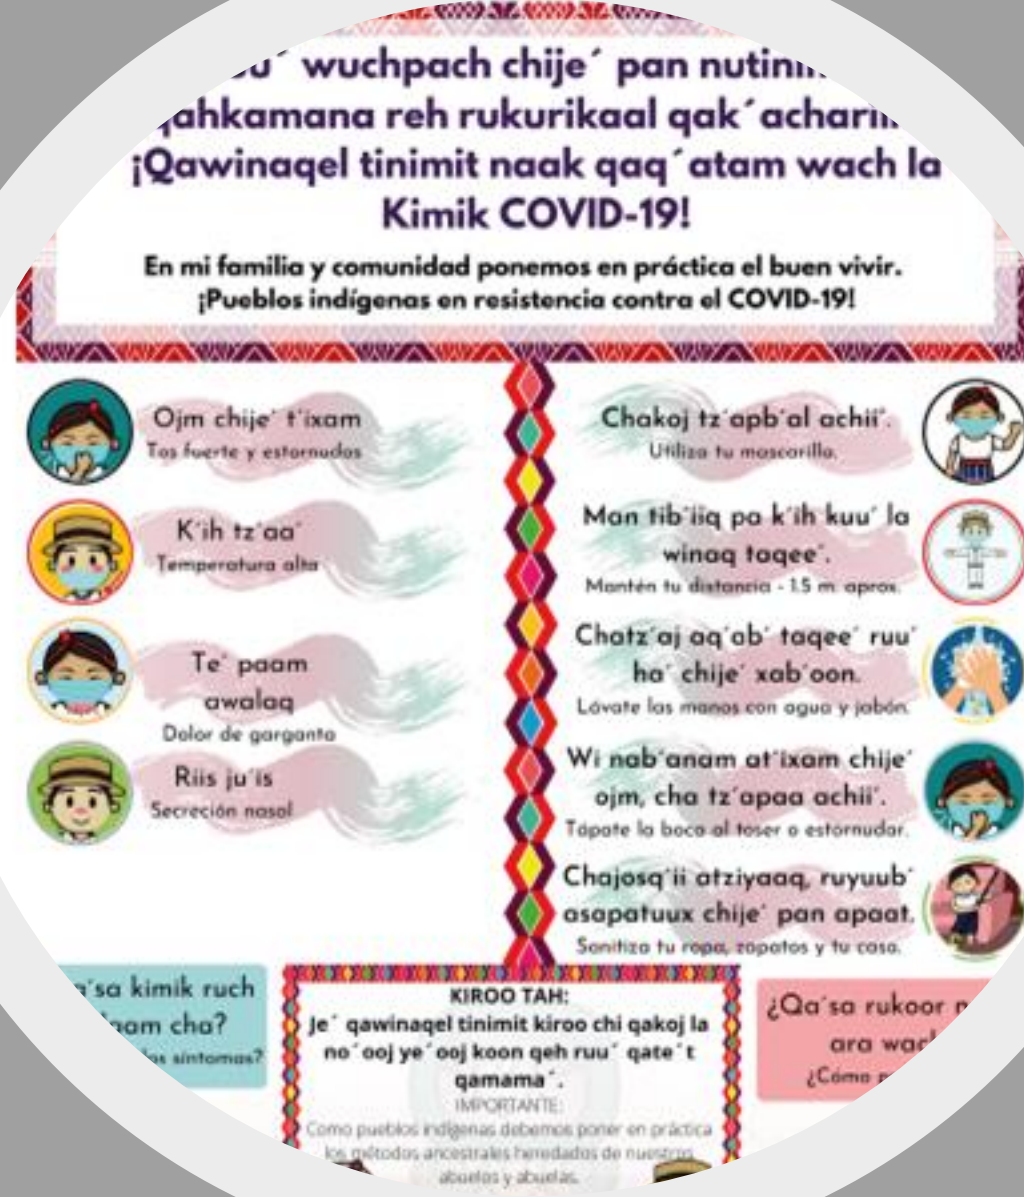 wuchpach chije´ pan
reh rukurikaal
¡Qawinaqel tinimit naak qaq´atam wach la
Kimik COVID-19!
En mi familia y comunidad ponemos en práctica el buen vivir.
¡Pueblos indígenas en resistencia contra el COVID-19!
Ojm chije´ t´ixam
Tos fuerte y estornudos
K´ih tz´aa´
Temperatura alta
Te´ paam
awalaq
Dolor de garganta
Riis ju´is
Secreción nasal
Chakoj tz´apb´al achii´.
Utiliza tu mascarilla.
Man tib´iiq pa k´ih kuu´ la
winaq taqee´.
Mantén tu distancia - 1.5 m. aprox.
Chatz´aj aq´ab´ taqee´ ruu´
ha´ chije´ xab´oon.
Lávate las manos con agua y jabón.
Wi nab´anam at´ixam chije´
ojm, cha tz´apaa achii´.
Tápate la boca al toser o estornudar.
Chajosq´ii atziyaaq, ruyuub´
asapatuux chije´ pan apaat.
Sanitiza tu ropa, zapatos y tu casa.
kimik ruch
cha?
síntomas?
KIROO TAH:
Je´ qawinaqel tinimit kiroo chi qakoj la
no´ooj ye´ooj koon qeh ruu´ qate´t
qamama´.
IMPORTANTE:
Como pueblos indígenas debemos poner en práctica
los métodos ancestrales heredados de nuestros
abuelos y abuelas.
¿Qa´sa rukoor
ara
¿Cómo